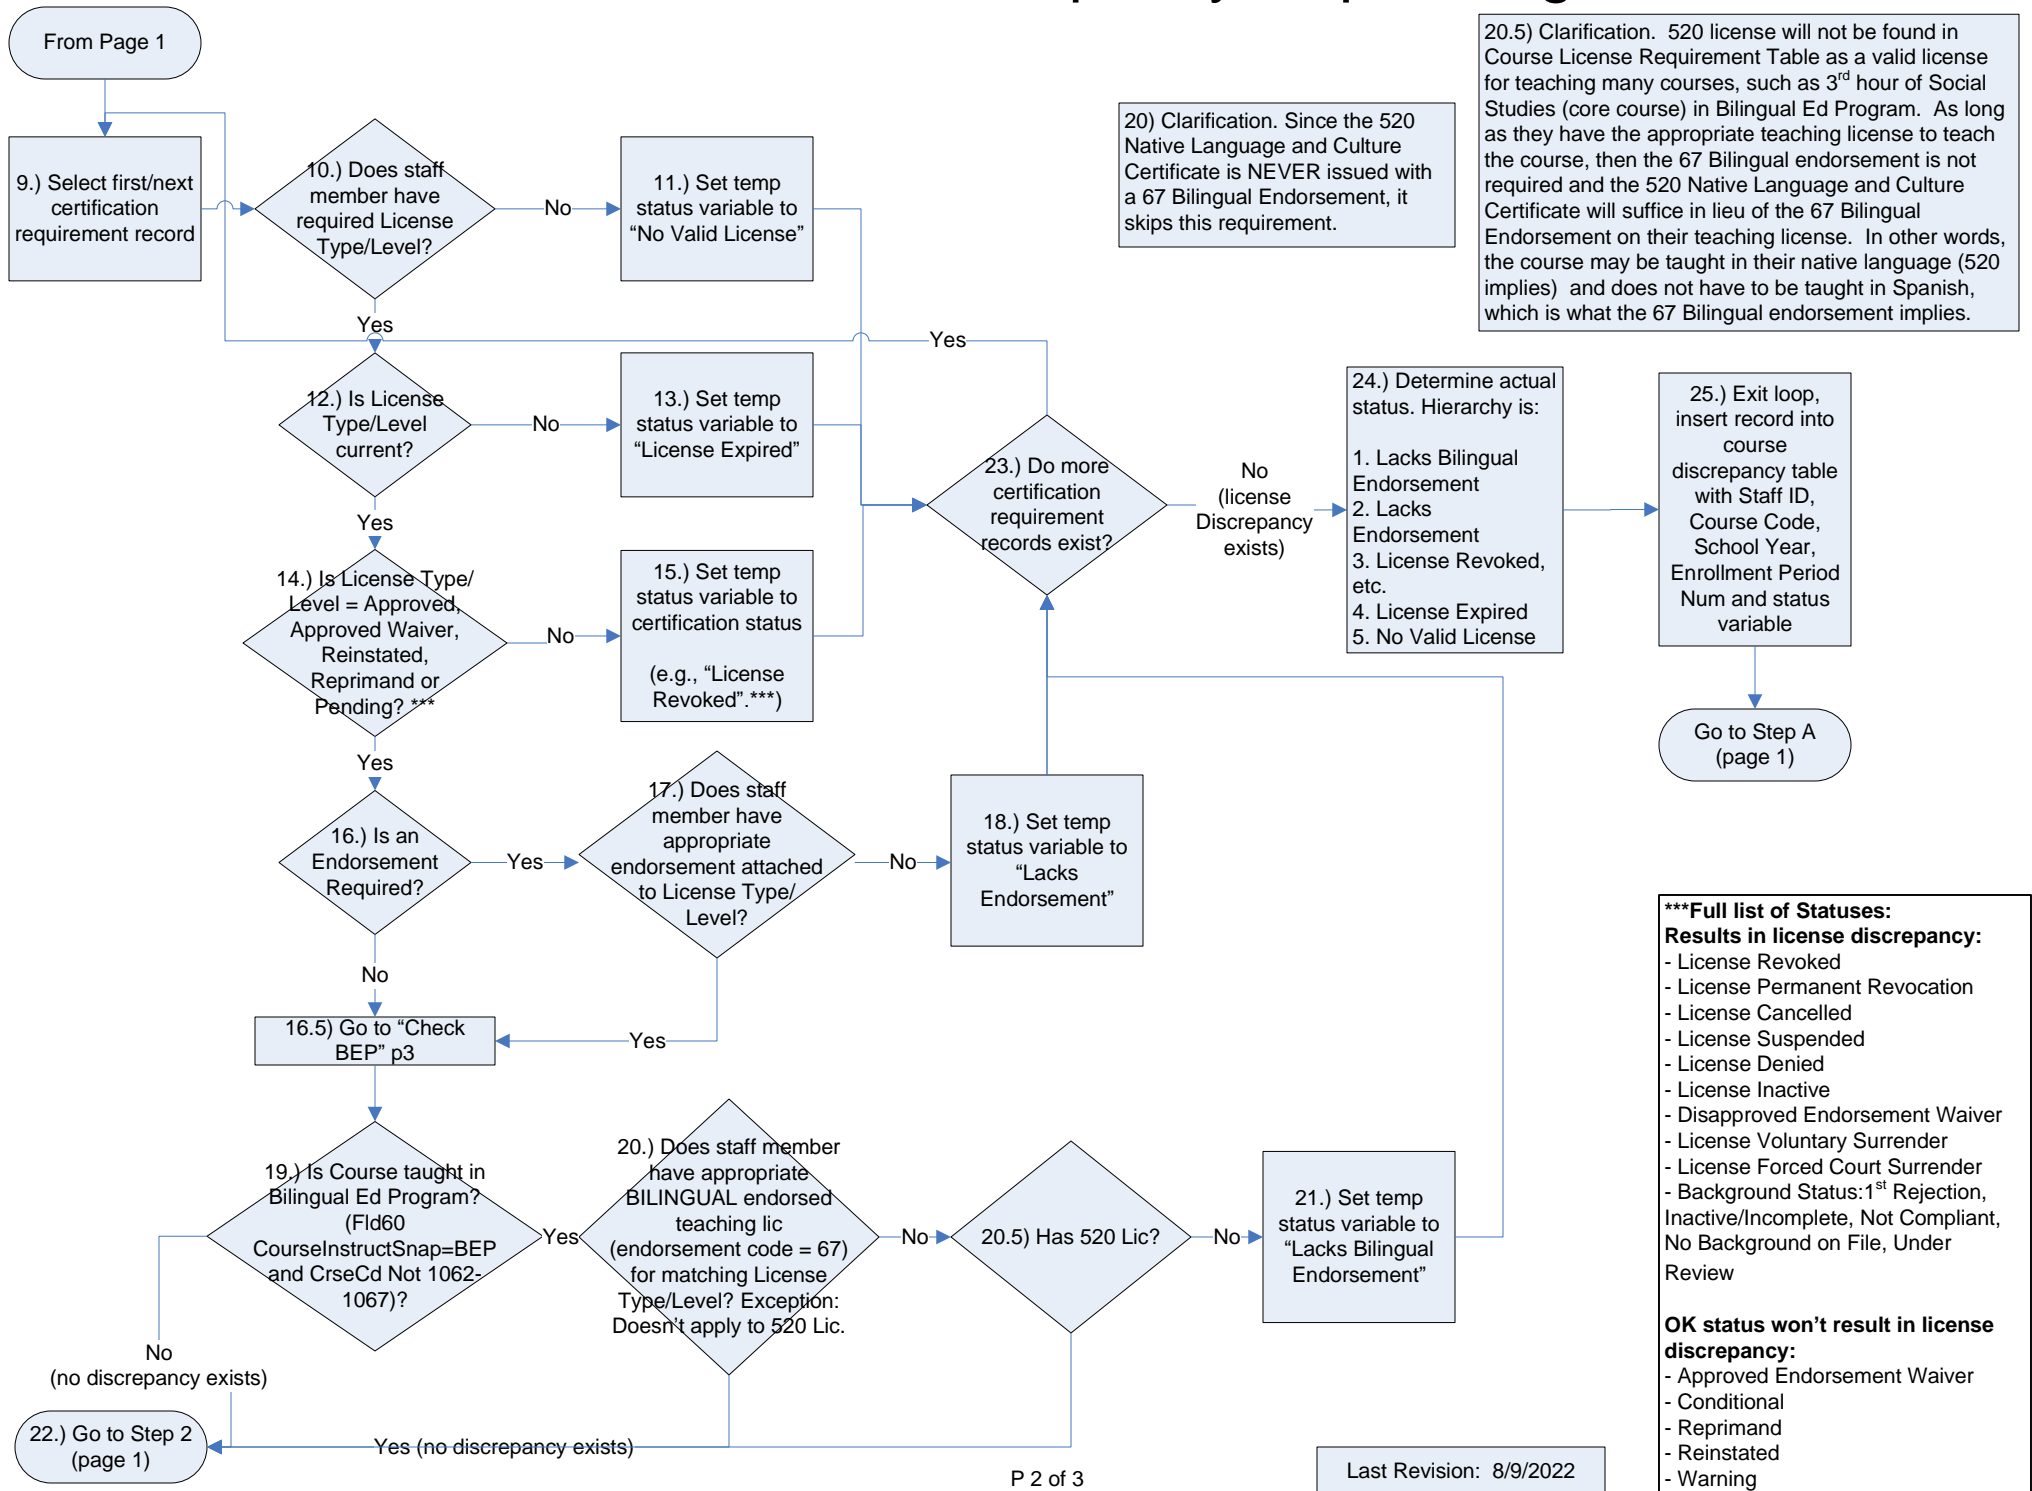 From Page 1
9.) Select first/next
certification
requirement record
10.) Does staff
member have
required License
Type/Level?
No
11.) Set temp
status variable to
“No Valid License”
Yes
12.) Is License
Type/Level
current?
No
13.) Set temp
status variable to
“License Expired”
Yes
14.) Is License Type/
Level = Approved,
Approved Waiver,
Reinstated,
Reprimand or
Pending? ***
No
15.) Set temp
status variable to
certification status
(e.g., “License
Revoked”.***)
Yes
16.) Is an
Endorsement
Required?
Yes
17.) Does staff
member have
appropriate
endorsement attached
to License Type/
Level?
No
18.) Set temp
status variable to
“Lacks
Endorsement”
No
Yes
16.5) Go to “Check
BEP” p3
19.) Is Course taught in
Bilingual Ed Program?
(Fld60
CourseInstructSnap=BEP
and CrseCd Not 1062-
1067)?
Yes
20.) Does staff member
have appropriate
BILINGUAL endorsed
teaching lic
(endorsement code = 67)
for matching License
Type/Level? Exception:
Doesn’t apply to 520 Lic.
No
20.5) Has 520 Lic?
No
21.) Set temp
status variable to
“Lacks Bilingual
Endorsement”
No
(no discrepancy exists)
22.) Go to Step 2
(page 1)
Yes (no discrepancy exists)
Yes
23.) Do more
certification
requirement
records exist?
No
(license
Discrepancy
exists)
24.) Determine actual
status. Hierarchy is:
1. Lacks Bilingual
Endorsement
2. Lacks
Endorsement
3. License Revoked,
etc.
4. License Expired
5. No Valid License
25.) Exit loop,
insert record into
course
discrepancy table
with Staff ID,
Course Code,
School Year,
Enrollment Period
Num and status
variable
Go to Step A
(page 1)
20) Clarification. Since the 520
Native Language and Culture
Certificate is NEVER issued with
a 67 Bilingual Endorsement, it
skips this requirement.
20.5) Clarification.  520 license will not be found in
Course License Requirement Table as a valid license
for teaching many courses, such as 3rd hour of Social
Studies (core course) in Bilingual Ed Program.  As long
as they have the appropriate teaching license to teach
the course, then the 67 Bilingual endorsement is not
required and the 520 Native Language and Culture
Certificate will suffice in lieu of the 67 Bilingual
Endorsement on their teaching license.  In other words,
the course may be taught in their native language (520
implies)  and does not have to be taught in Spanish,
which is what the 67 Bilingual endorsement implies.
***Full list of Statuses:
Results in license discrepancy:
- License Revoked
- License Permanent Revocation
- License Cancelled
- License Suspended
- License Denied
- License Inactive
- Disapproved Endorsement Waiver
- License Voluntary Surrender
- License Forced Court Surrender
- Background Status:1st Rejection,
Inactive/Incomplete, Not Compliant,
No Background on File, Under
Review
OK status won’t result in license
discrepancy:
- Approved Endorsement Waiver
- Conditional
- Reprimand
- Reinstated
- Warning
P 2 of 3
Last Revision:  8/9/2022